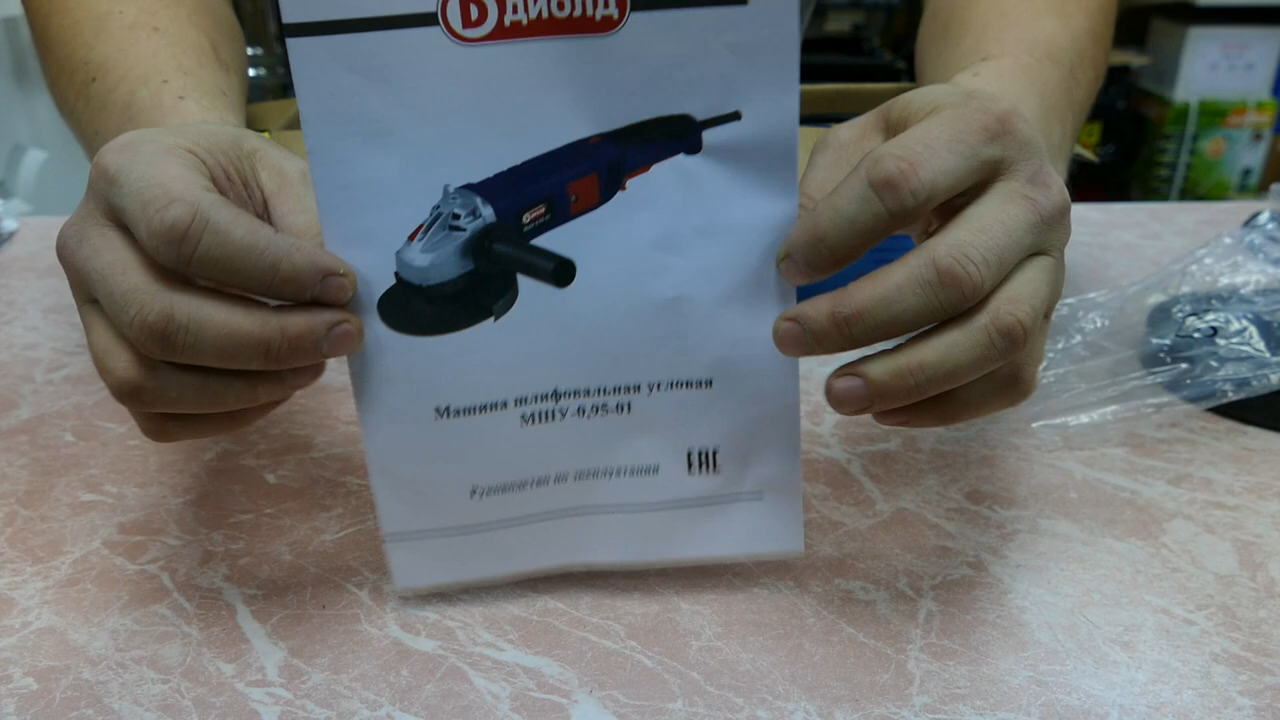 ДИОЛД
Машина шлифовальная угловая
МШУ-0,95-01
Руководство по эксплуатации
ЕАС